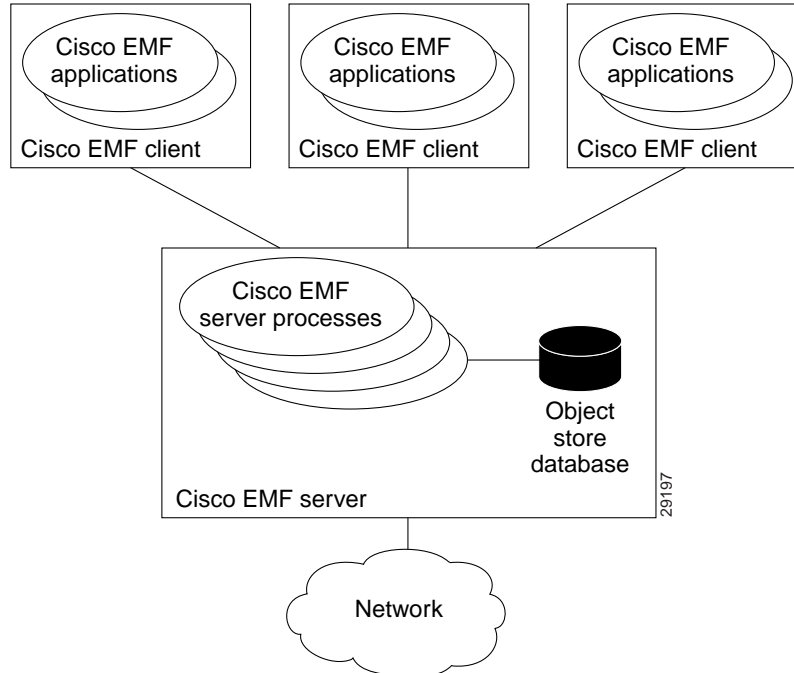 Cisco EMF
applications
Cisco EMF client
Cisco EMF
applications
Cisco EMF client
Cisco EMF
applications
Cisco EMF client
Cisco EMF
server processes
Object
store
database
Cisco EMF server
29197
Network